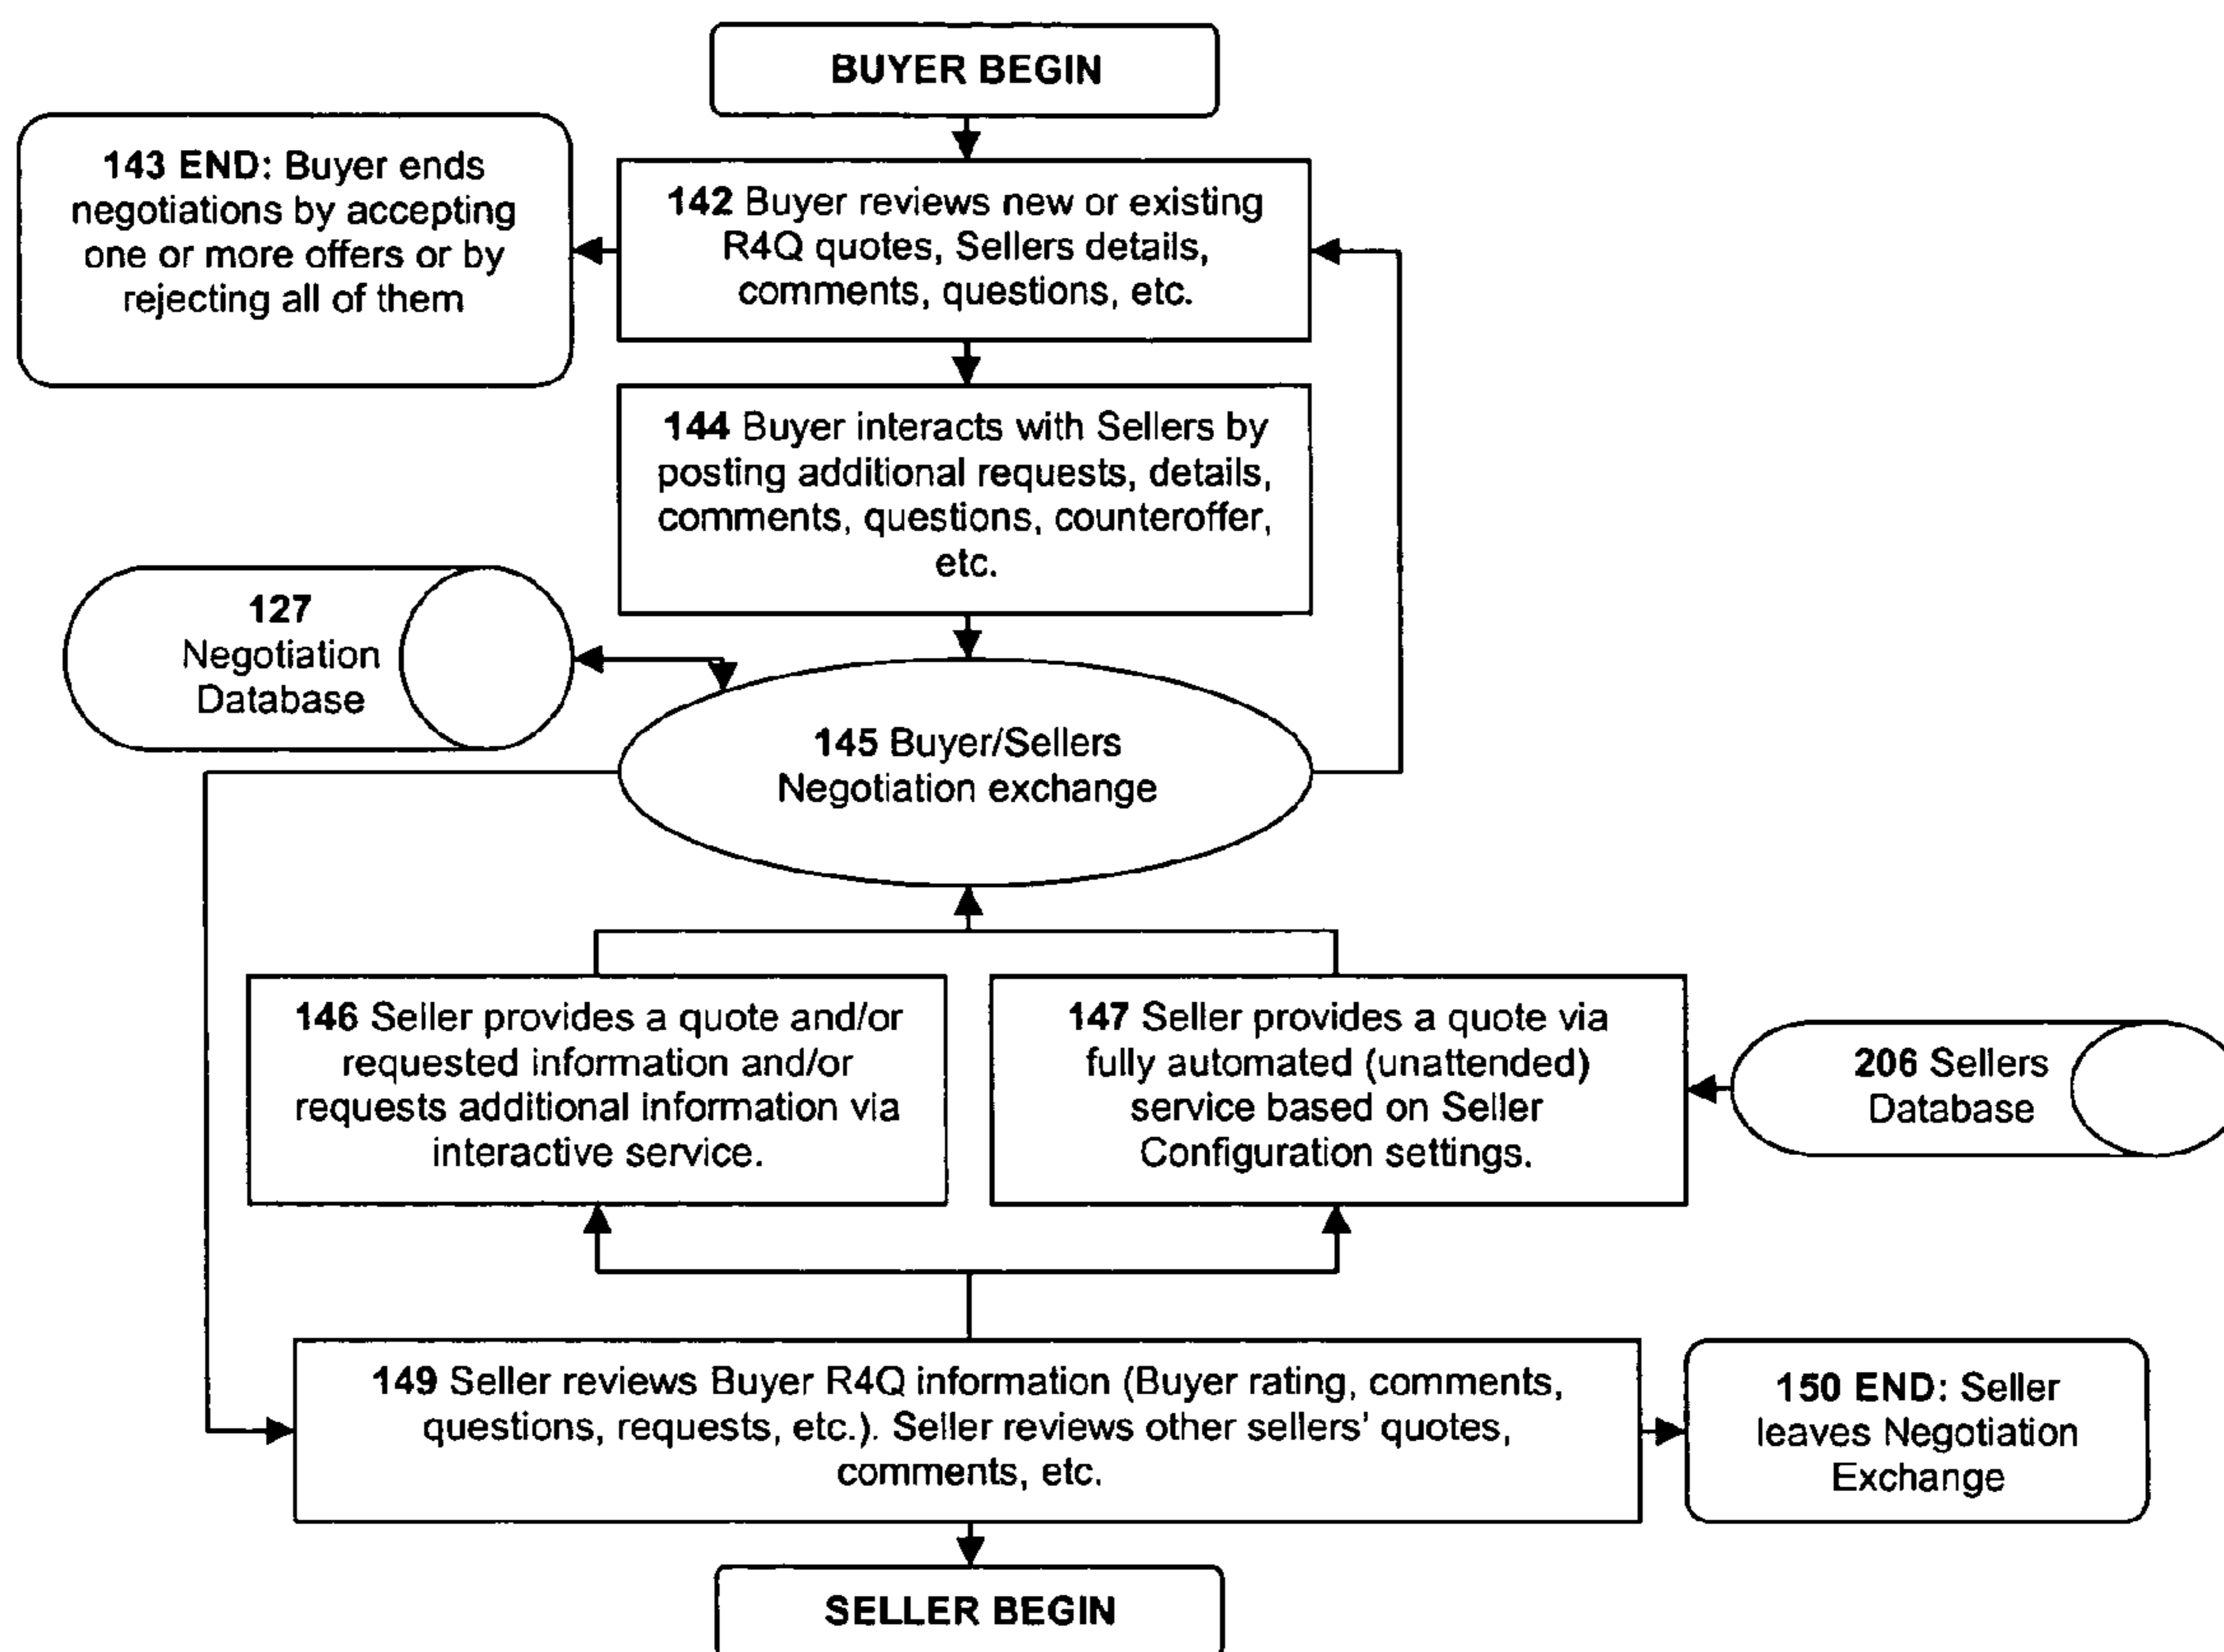 BUYER BEGIN
143 END: Buyer ends
negotiations by accepting
one or more offers or by
rejecting all of them
142 Buyer reviews new or existing
R4Q quotes, Sellers details,
comments, questions, etc.
144 Buyer interacts with Sellers by
posting additional requests, details,
comments, questions, counteroffer,
etc.
127
Negotiation
Database
145 Buyer/Sellers
Negotiation exchange
146 Seller provides a quote and/or
requested information and/or
requests additional information via
interactive service.
147 Seller provides a quote via
fully automated (unattended)
service based on Seller
Configuration settings.
206 Sellers
Database
149 Seller reviews Buyer R4Q information (Buyer rating, comments,
questions, requests, etc.). Seller reviews other sellers' quotes,
comments, etc.
150 END: Seller
leaves Negotiation
Exchange
SELLER BEGIN